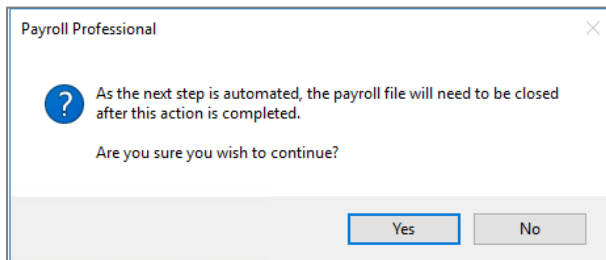 Payroll Professional
As the next step is automated, the payroll file will need to be closed
after this action is completed.
Are you sure you wish to continue?
Yes
No